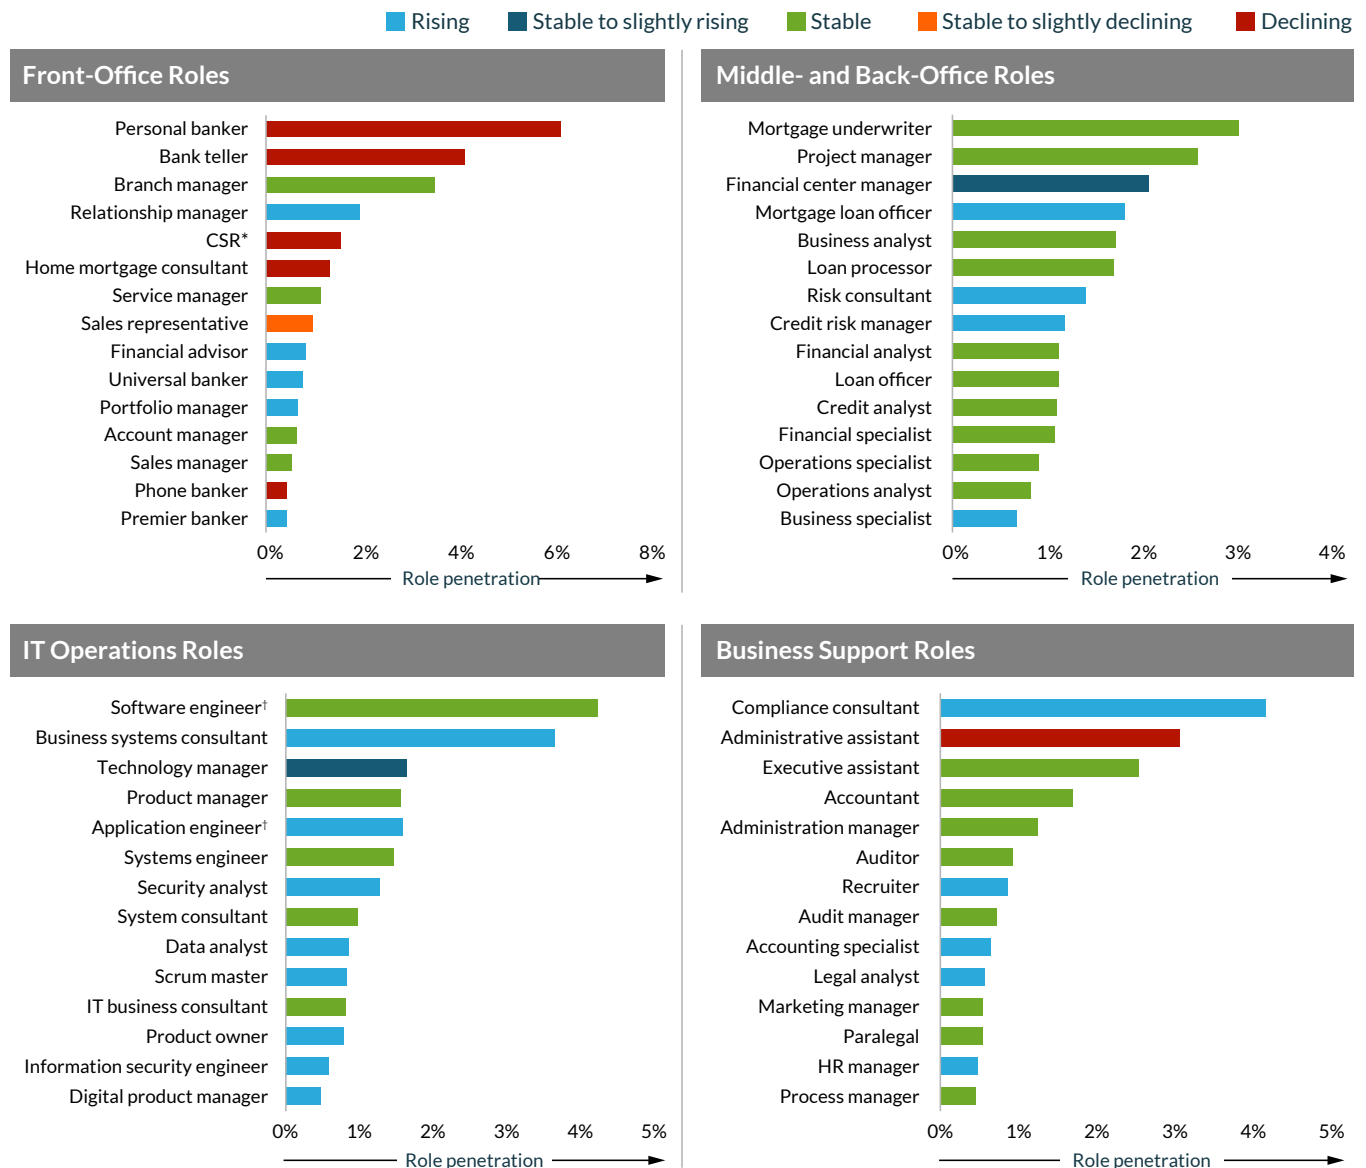 Rising Stable to slightly rising Stable Stable to slightly declining Declining
Front-Office Roles
Personal banker
Bank teller
Branch manager
Relationship manager
CSR*
Home mortgage consultant
Service manager
Sales representative
Financial advisor
Universal banker
Portfolio manager
Account manager
Sales manager
Phone banker
Premier banker
0% 2% 4% 6% 8%
Role penetration
Middle- and Back-Office Roles
Mortgage underwriter
Project manager
Financial center manager
Mortgage loan officer
Business analyst
Loan processor
Risk consultant
Credit risk manager
Financial analyst
Loan officer
Credit analyst
Financial specialist
Operations specialist
Operations analyst
Business specialist
0% 1% 2% 3% 4%
Role penetration
IT Operations Roles
Software engineer†
Business systems consultant
Technology manager
Product manager
Application engineer†
Systems engineer
Security analyst
System consultant
Data analyst
Scrum master
IT business consultant
Product owner
Information security engineer
Digital product manager
0% 1% 2% 3% 4% 5%
Role penetration
Business Support Roles
Compliance consultant
Administrative assistant
Executive assistant
Accountant
Administration manager
Auditor
Recruiter
Audit manager
Accounting specialist
Legal analyst
Marketing manager
Paralegal
HR manager
Process manager
0% 1% 2% 3% 4% 5%
Role penetration